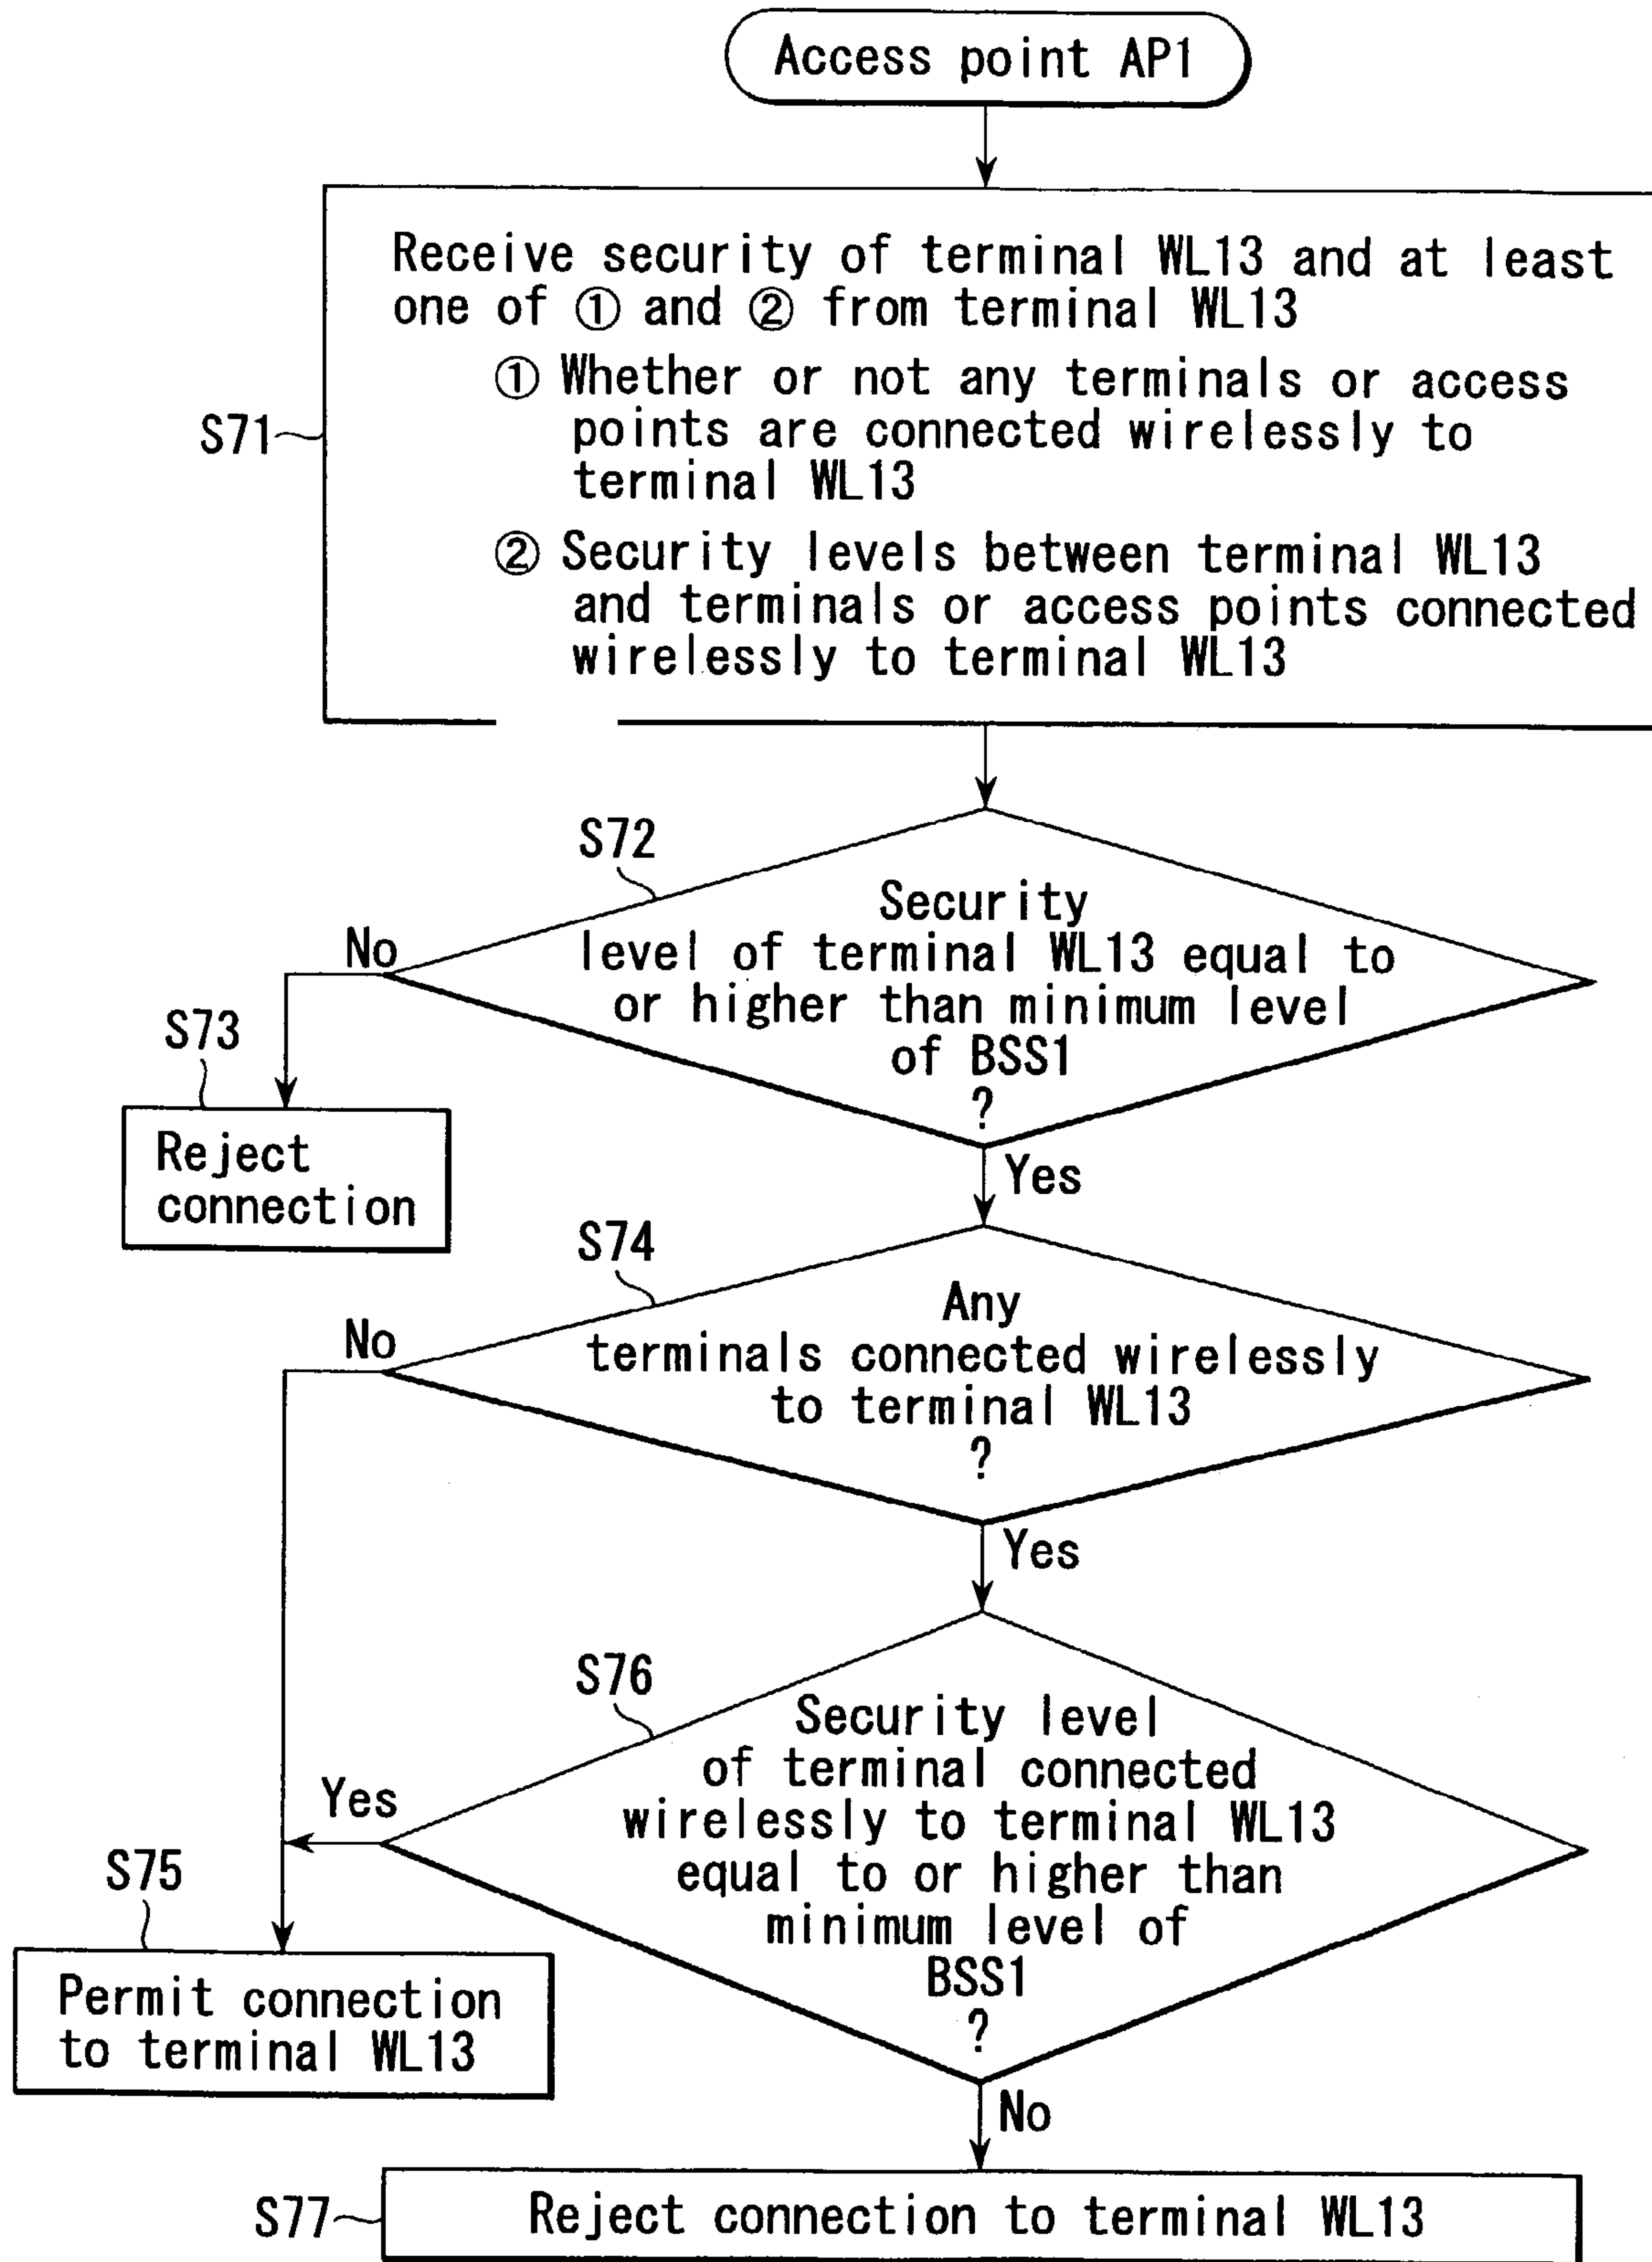 Access point AP1
Receive security of terminal WL13 and at least
one of ① and ② from terminal WL13
① Whether or not any terminals or access
points are connected wirelessly to
terminal WL13
S71
② Security levels between terminal WL13
and terminals or access points connected
wirelessly to terminal WL13
S72
Security
level of terminal WL13 equal to
or higher than minimum level
of BSS1
?
No
Yes
S73
Reject
connection
S74
Any
terminals connected wirelessly
to terminal WL13
?
No
Yes
S76
Security level
of terminal connected
wirelessly to terminal WL13
equal to or higher than
minimum level of
BSS1
?
Yes
S75
Permit connection
to terminal WL13
No
S77
Reject connection to terminal WL13